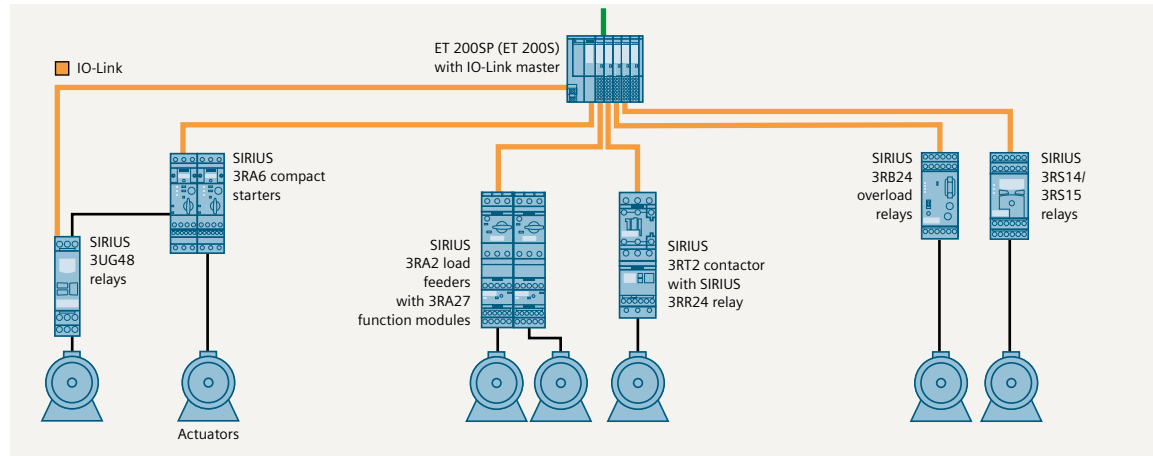 ET 200SP (ET 200S)
with IO-Link master
IO-Link
SIRIUS
3RA6 compact
starters
SIRIUS
3UG48
relays
SIRIUS
3RA2 load
feeders
with 3RA27
function modules
SIRIUS
3RT2 contactor
with SIRIUS
3RR24 relay
SIRIUS
3RB24
overload
relays
SIRIUS
3RS14/
3RS15
relays
Actuators